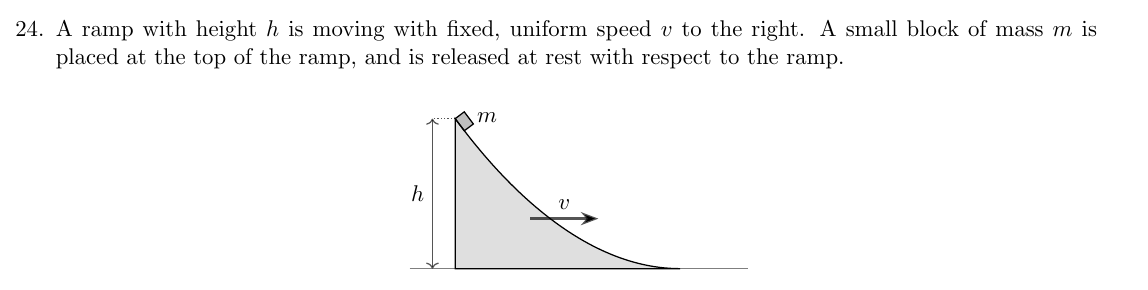 24. A ramp with height h is moving with fixed, uniform speed v to the right. A small block of mass m is
placed at the top of the ramp, and is released at rest with respect to the ramp.
m
h
v